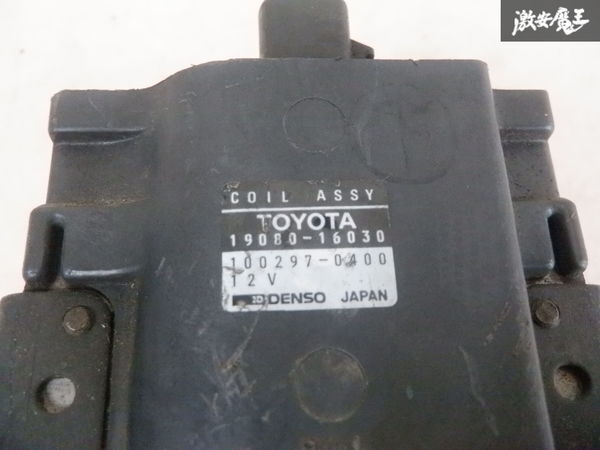 激安魔王
COIL ASSY
TOYOTA
19080-16030
100297-0400
12V
DENSO JAPAN